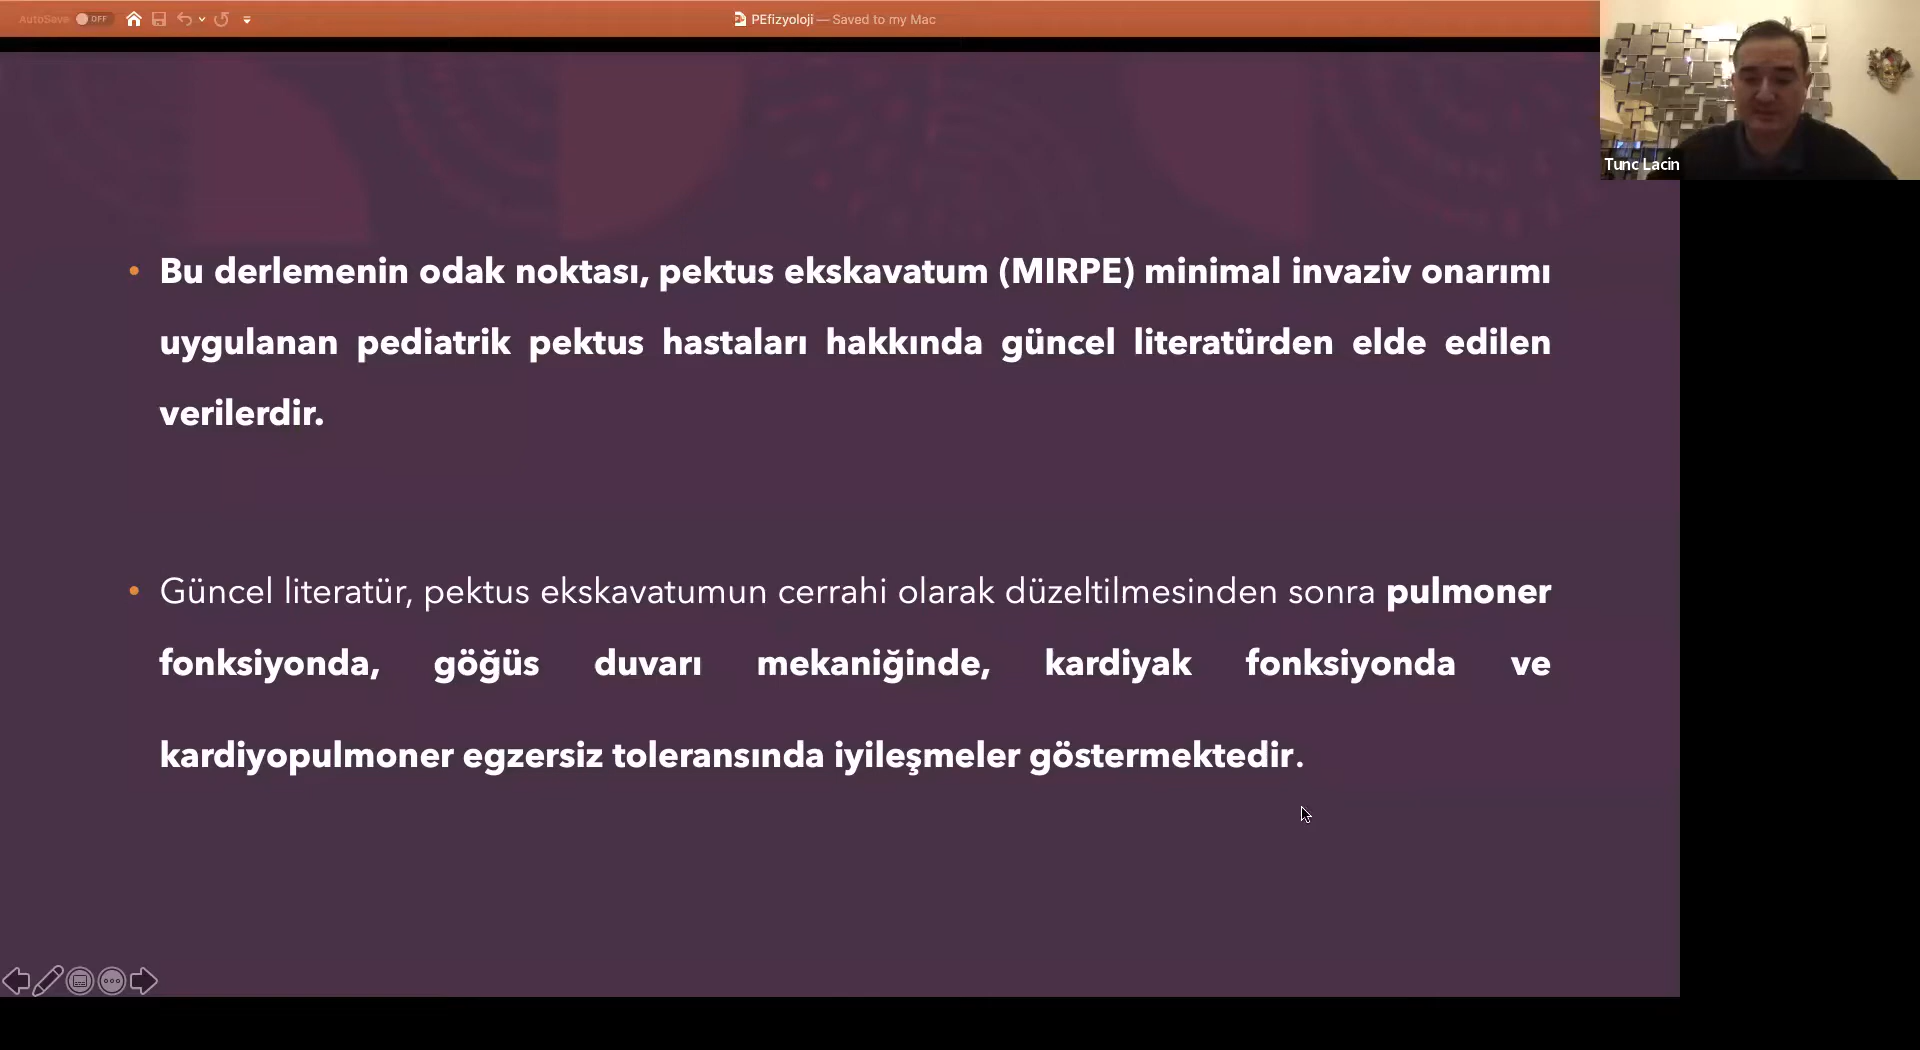 AutoSave OFF
PEfizyoloji — Saved to my Mac
Tunc Lacin
• Bu derlemenin odak noktası, pektus ekskavatum (MIRPE) minimal invaziv onarımı
uygulanan pediatrik pektus hastaları hakkında güncel literatürden elde edilen
verilerdir.
• Güncel literatür, pektus ekskavatumun cerrahi olarak düzeltilmesinden sonra pulmoner
fonksiyonda, göğüs duvarı mekaniğinde, kardiyak fonksiyonda ve
kardiyopulmoner egzersiz toleransında iyileşmeler göstermektedir.